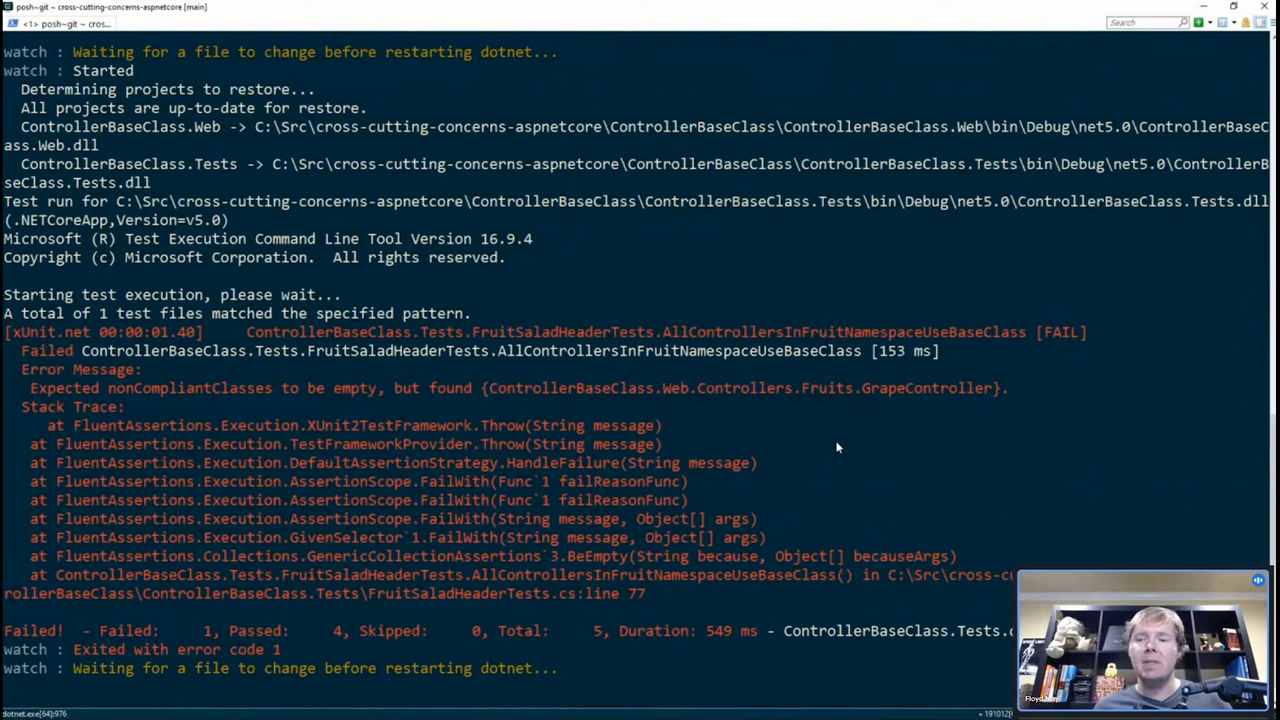 posh~git ~ cross-cutting-concerns-aspnetcore [main]
<1> posh~git ~ cros...
Search
watch : Waiting for a file to change before restarting dotnet...
watch : Started
Determining projects to restore...
All projects are up-to-date for restore.
ControllerBaseClass.Web -> C:\Src\cross-cutting-concerns-aspnetcore\ControllerBaseClass\ControllerBaseClass.Web\bin\Debug\net5.0\ControllerBaseC
ass.Web.dll
ControllerBaseClass.Tests -> C:\Src\cross-cutting-concerns-aspnetcore\ControllerBaseClass\ControllerBaseClass.Tests\bin\Debug\net5.0\ControllerB
seClass.Tests.dll
Test run for C:\Src\cross-cutting-concerns-aspnetcore\ControllerBaseClass\ControllerBaseClass.Tests\bin\Debug\net5.0\ControllerBaseClass.Tests.dll
(.NETCoreApp,Version=v5.0)
Microsoft (R) Test Execution Command Line Tool Version 16.9.4
Copyright (c) Microsoft Corporation.  All rights reserved.
Starting test execution, please wait...
A total of 1 test files matched the specified pattern.
[xUnit.net 00:00:01.40]     ControllerBaseClass.Tests.FruitSaladHeaderTests.AllControllersInFruitNamespaceUseBaseClass [FAIL]
Failed ControllerBaseClass.Tests.FruitSaladHeaderTests.AllControllersInFruitNamespaceUseBaseClass [153 ms]
Error Message:
Expected nonCompliantClasses to be empty, but found {ControllerBaseClass.Web.Controllers.Fruits.GrapeController}.
Stack Trace:
at FluentAssertions.Execution.XUnit2TestFramework.Throw(String message)
at FluentAssertions.Execution.TestFrameworkProvider.Throw(String message)
at FluentAssertions.Execution.DefaultAssertionStrategy.HandleFailure(String message)
at FluentAssertions.Execution.AssertionScope.FailWith(Func`1 failReasonFunc)
at FluentAssertions.Execution.AssertionScope.FailWith(Func`1 failReasonFunc)
at FluentAssertions.Execution.AssertionScope.FailWith(String message, Object[] args)
at FluentAssertions.Execution.GivenSelector`1.FailWith(String message, Object[] args)
at FluentAssertions.Collections.GenericCollectionAssertions`3.BeEmpty(String because, Object[] becauseArgs)
at ControllerBaseClass.Tests.FruitSaladHeaderTests.AllControllersInFruitNamespaceUseBaseClass() in C:\Src\cross-c
rollerBaseClass\ControllerBaseClass.Tests\FruitSaladHeaderTests.cs:line 77
Failed!  - Failed:     1, Passed:     4, Skipped:     0, Total:     5, Duration: 549 ms - ControllerBaseClass.Tests.
watch : Exited with error code 1
watch : Waiting for a file to change before restarting dotnet...
Floyd May
dotnet.exe[64]:976